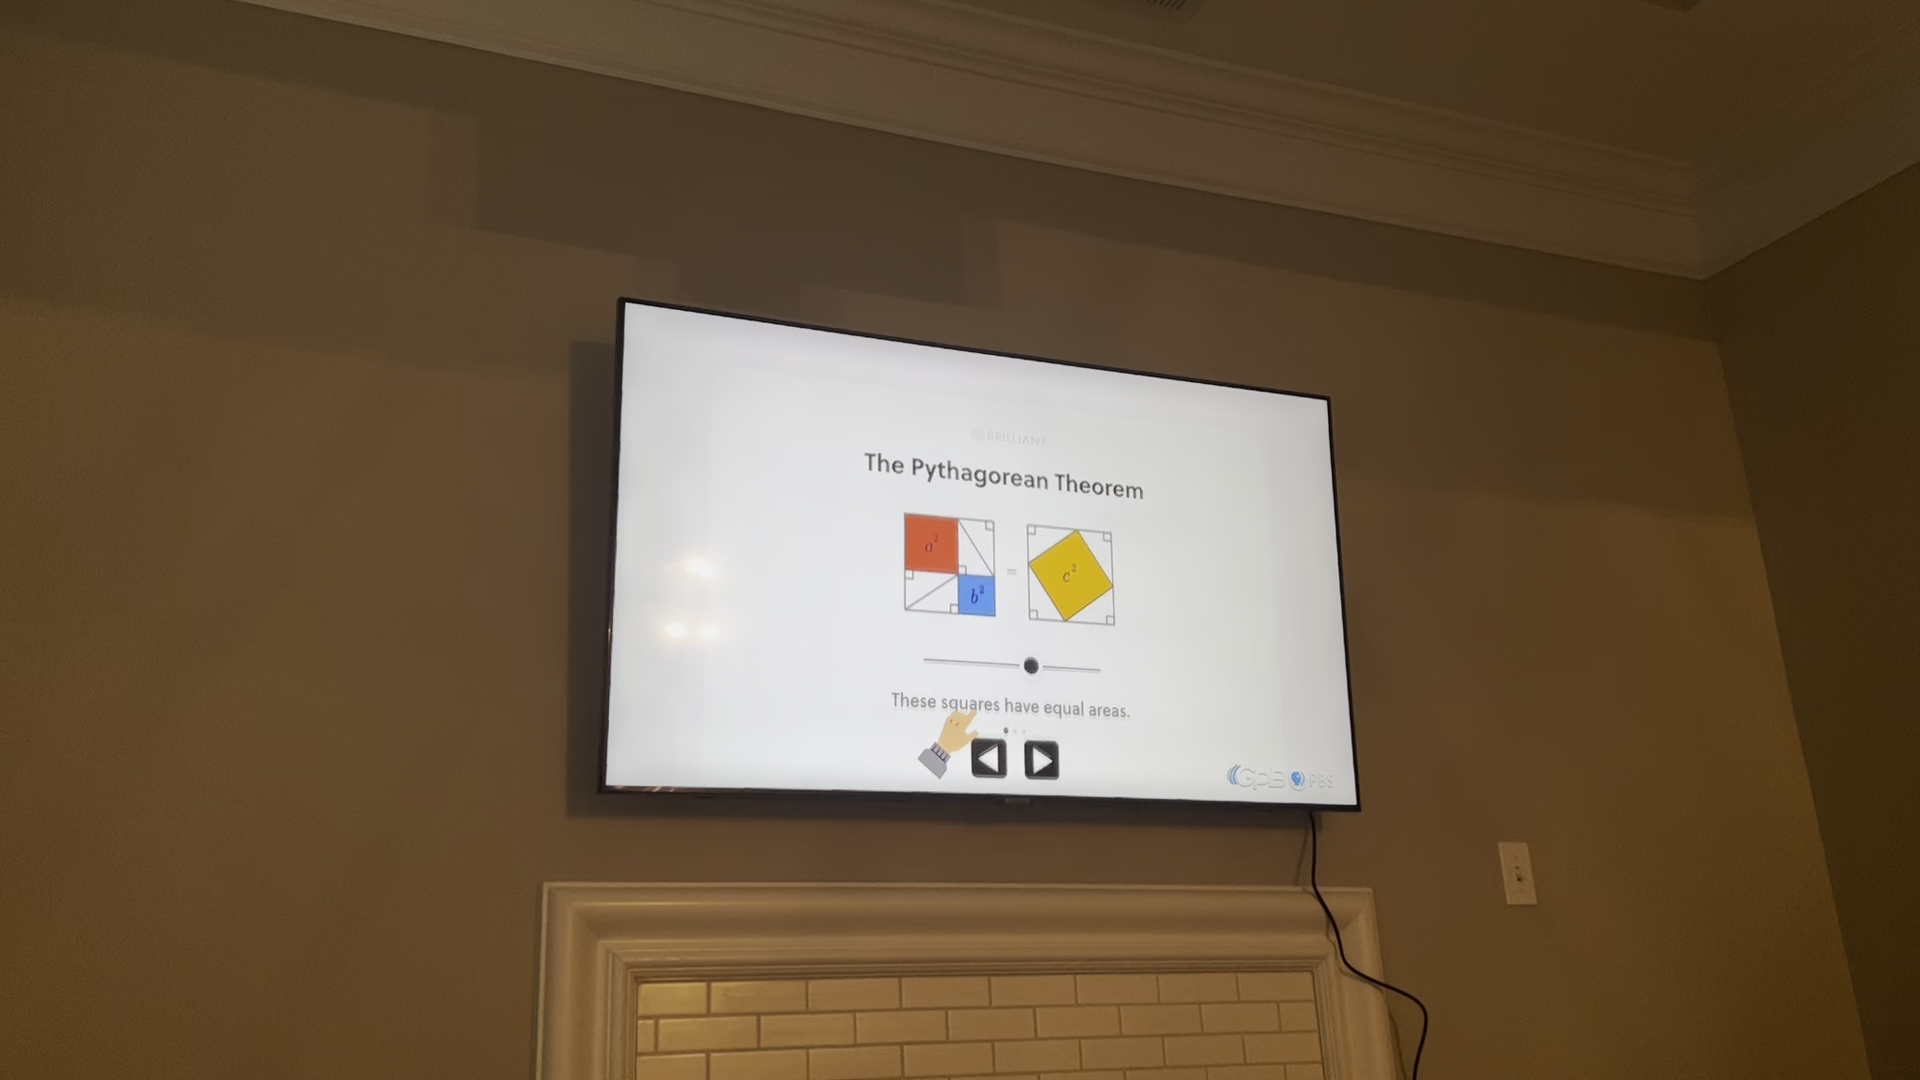 BRILLIANT
The Pythagorean Theorem
a²
b²
=
c²
These squares have equal areas.
GPB PBS